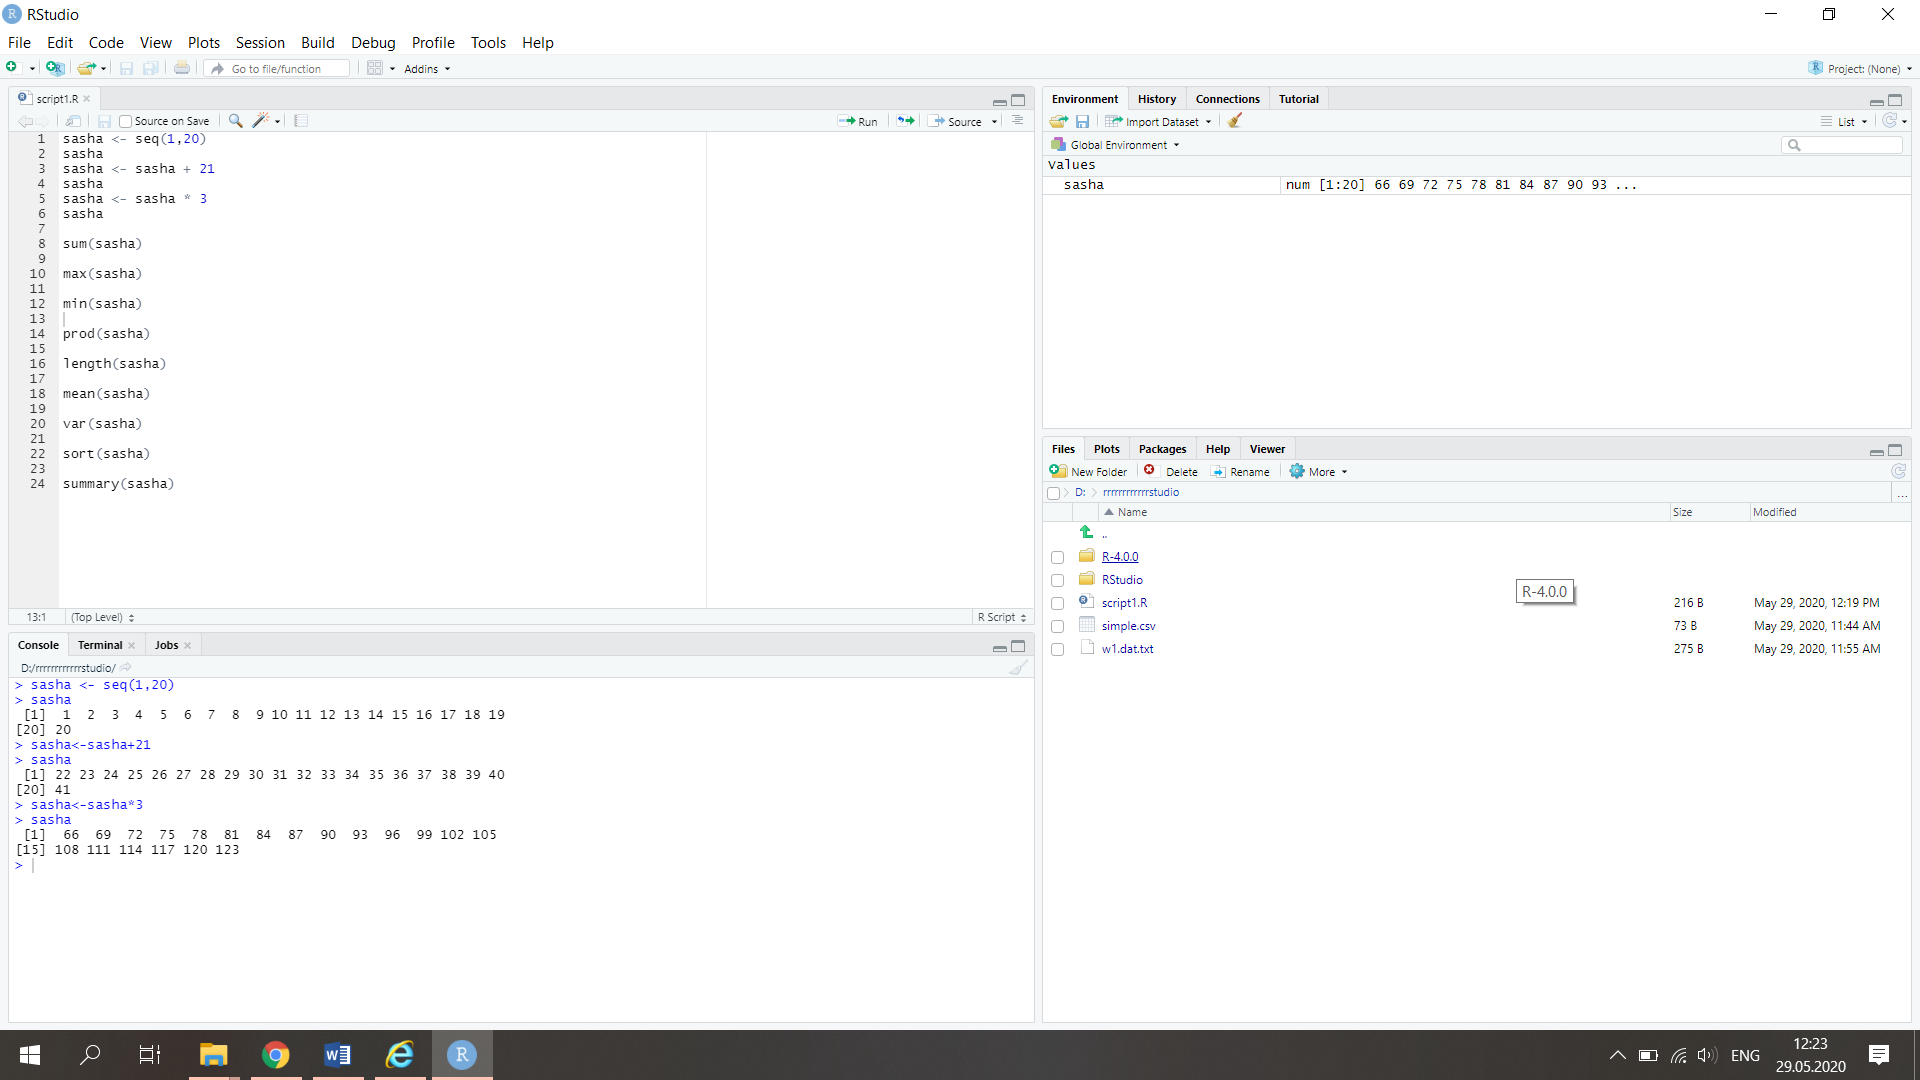 RStudio
File Edit Code View Plots Session Build Debug Profile Tools Help
Go to file/function Addins Project: (None)
script1.R
Source on Save Run Source
1 sasha <- seq(1,20)
2 sasha
3 sasha <- sasha + 21
4 sasha
5 sasha <- sasha * 3
6 sasha
7
8 sum(sasha)
9
10 max(sasha)
11
12 min(sasha)
13
14 prod(sasha)
15
16 length(sasha)
17
18 mean(sasha)
19
20 var(sasha)
21
22 sort(sasha)
23
24 summary(sasha)
13:1 (Top Level) R Script
Console Terminal Jobs
D:/rrrrrrrrrrrrstudio/
> sasha <- seq(1,20)
> sasha
[1] 1 2 3 4 5 6 7 8 9 10 11 12 13 14 15 16 17 18 19
[20] 20
> sasha<-sasha+21
> sasha
[1] 22 23 24 25 26 27 28 29 30 31 32 33 34 35 36 37 38 39 40
[20] 41
> sasha<-sasha*3
> sasha
[1] 66 69 72 75 78 81 84 87 90 93 96 99 102 105
[15] 108 111 114 117 120 123
>
Environment History Connections Tutorial
Import Dataset List
Global Environment
Values
sasha num [1:20] 66 69 72 75 78 81 84 87 90 93 ...
Files Plots Packages Help Viewer
New Folder Delete Rename More
D: rrrrrrrrrrrrstudio ...
Name Size Modified
..
R-4.0.0
RStudio
R-4.0.0
script1.R 216 B May 29, 2020, 12:19 PM
simple.csv 73 B May 29, 2020, 11:44 AM
w1.dat.txt 275 B May 29, 2020, 11:55 AM
ENG 12:23
29.05.2020